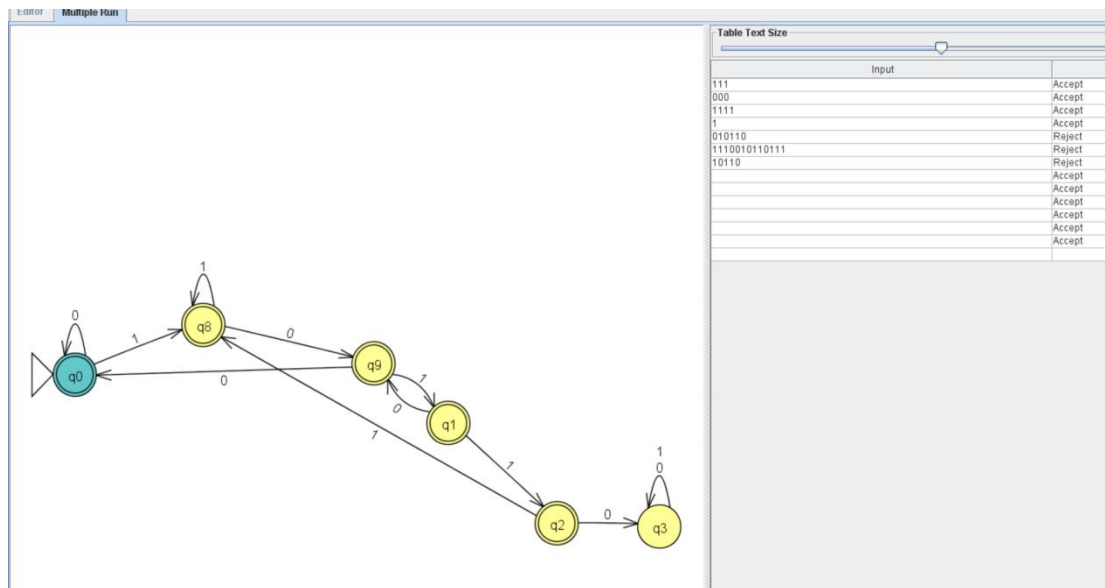 Editor Multiple Run
Table Text Size
Input
111 Accept
000 Accept
1111 Accept
1 Accept
010110 Reject
1110010110111 Reject
10110 Reject
Accept
Accept
Accept
Accept
Accept
Accept
1
0
q8
0
1
q9
q0
0
1
0
q1
1
1
1
0
q2
0
q3